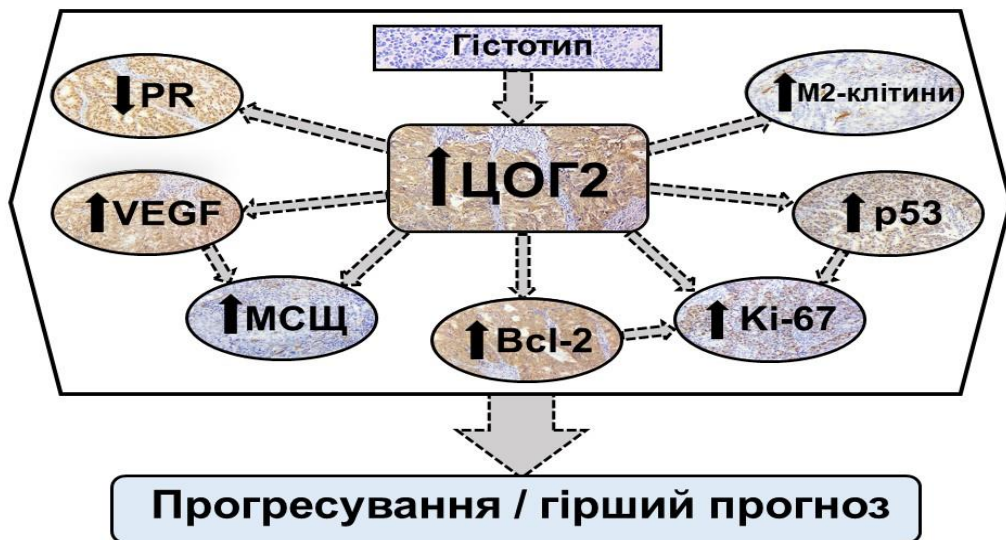 Гістотип
PR
М2-клітини
ЦОГ2
VEGF
p53
МСЩ
Bcl-2
Ki-67
Прогресування / гірший прогноз